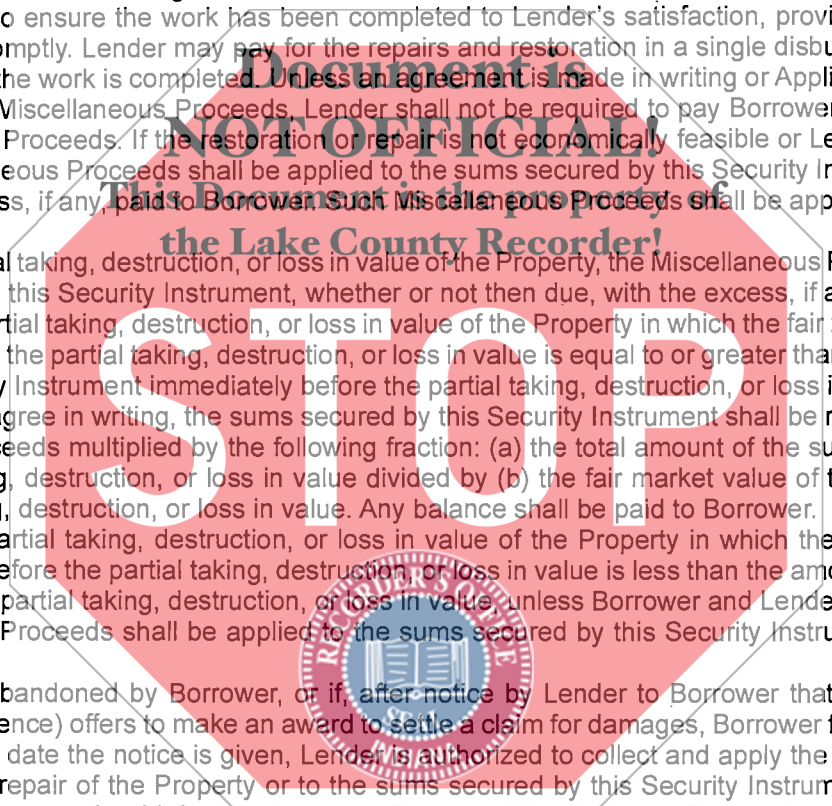 o ensure the work has been completed to Lender's satisfaction, provi
omptly. Lender may pay for the repairs and restoration in a single disbu
Document is
he work is completed. Unless an agreement is made in writing or Appli
Miscellaneous Proceeds, Lender shall not be required to pay Borrower
NOT OFFICIAL!
Proceeds. If the restoration or repair is not economically feasible or Le
eous Proceeds shall be applied to the sums secured by this Security In
This Document is the property of
ss, if any, paid to Borrower. Such Miscellaneous Proceeds shall be app
the Lake County Recorder!
al taking, destruction, or loss in value of the Property, the Miscellaneous P
this Security Instrument, whether or not then due, with the excess, if a
rtial taking, destruction, or loss in value of the Property in which the fair
the partial taking, destruction, or loss in value is equal to or greater than
y Instrument immediately before the partial taking, destruction, or loss i
STOP
agree in writing, the sums secured by this Security Instrument shall be r
eeds multiplied by the following fraction: (a) the total amount of the su
g, destruction, or loss in value divided by (b) the fair market value of t
, destruction, or loss in value. Any balance shall be paid to Borrower.
artial taking, destruction, or loss in value of the Property in which the
efore the partial taking, destruction, or loss in value is less than the amo
partial taking, destruction, or loss in value, unless Borrower and Lende
Proceeds shall be applied to the sums secured by this Security Instru
RECORDER'S OFFICE
SEAL
INDIANA
bandoned by Borrower, or if, after notice by Lender to Borrower that
ence) offers to make an award to settle a claim for damages, Borrower f
date the notice is given, Lender is authorized to collect and apply the
repair of the Property or to the sums secured by this Security Instrum